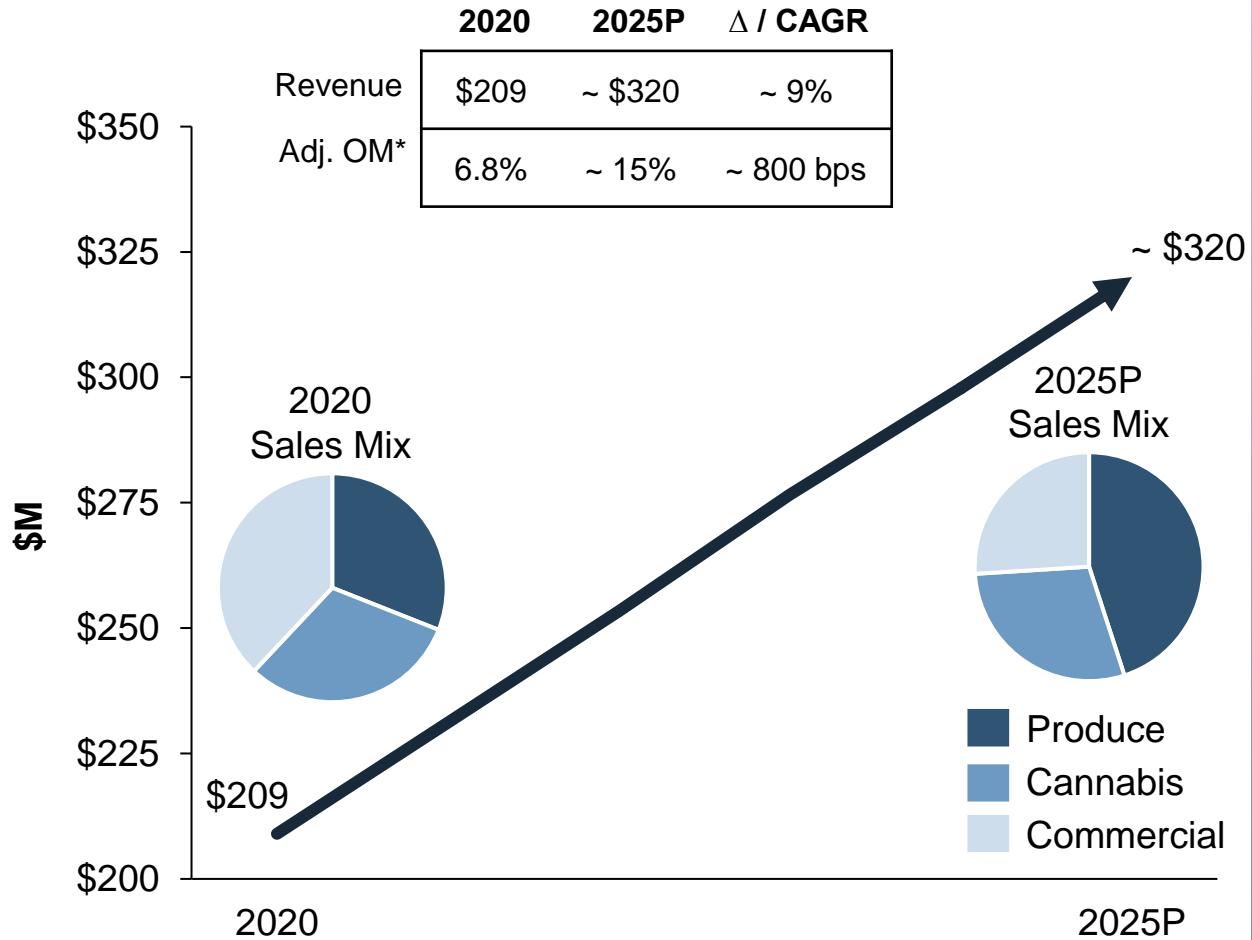 2020 2025P Δ / CAGR
Revenue $209 ~ $320 ~ 9%
Adj. OM* 6.8% ~ 15% ~ 800 bps
$350
$325
$300
$275
$250
$225
$200
$M
~ $320
2020
Sales Mix
2025P
Sales Mix
$209
Produce
Cannabis
Commercial
2020 2025P